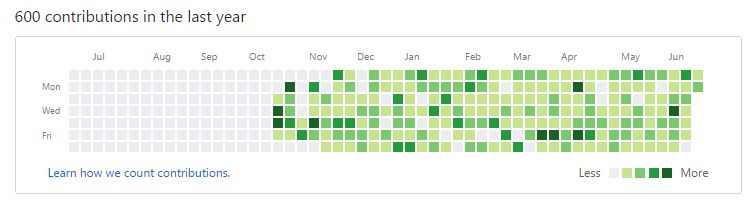 600 contributions in the last year
Jul Aug Sep Oct Nov Dec Jan Feb Mar Apr May Jun
Mon
Wed
Fri
Learn how we count contributions. Less More